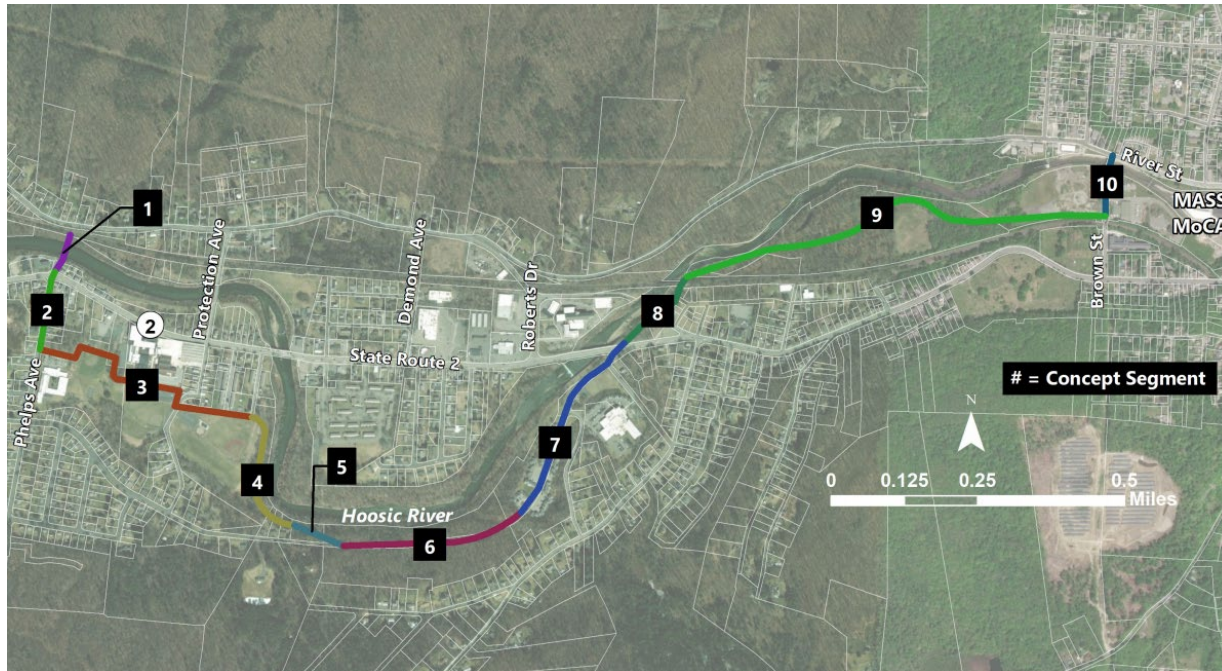 1
2
2
3
4
5
6
7
8
9
10
Protection Ave
Demond Ave
Roberts Dr
State Route 2
Phelps Ave
Hoosic River
River St
MASS
MoCA
Brown St
# = Concept Segment
N
0 0.125 0.25 0.5
Miles